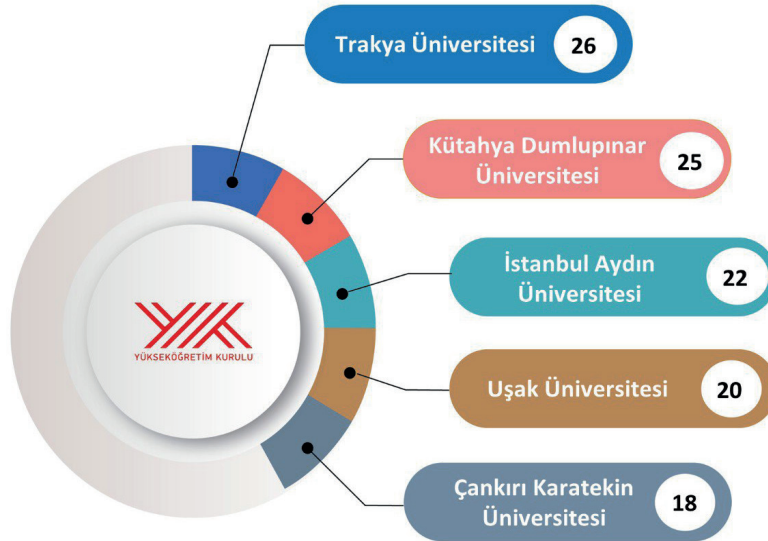 Trakya Üniversitesi 26
Kütahya Dumlupınar
Üniversitesi
25
İstanbul Aydın
Üniversitesi
22
YÜKSEKÖĞRETİM KURULU
Uşak Üniversitesi 20
Çankırı Karatekin
Üniversitesi
18